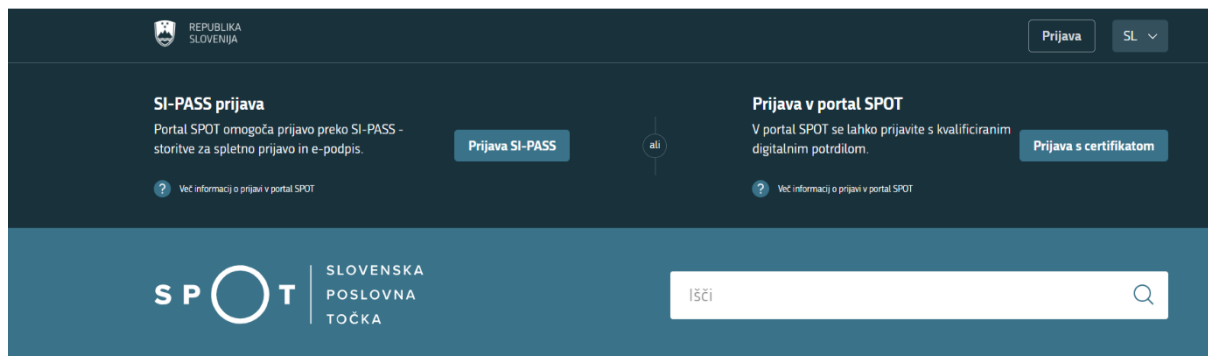 REPUBLIKA
SLOVENIJA
Prijava
SL
SI-PASS prijava
Portal SPOT omogoča prijavo preko SI-PASS -
storitve za spletno prijavo in e-podpis.
Prijava SI-PASS
Več informacij o prijavi v portal SPOT
ali
Prijava v portal SPOT
V portal SPOT se lahko prijavite s kvalificiranim
digitalnim potrdilom.
Prijava s certifikatom
Več informacij o prijavi v portal SPOT
SPOT
SLOVENSKA
POSLOVNA
TOČKA
Išči